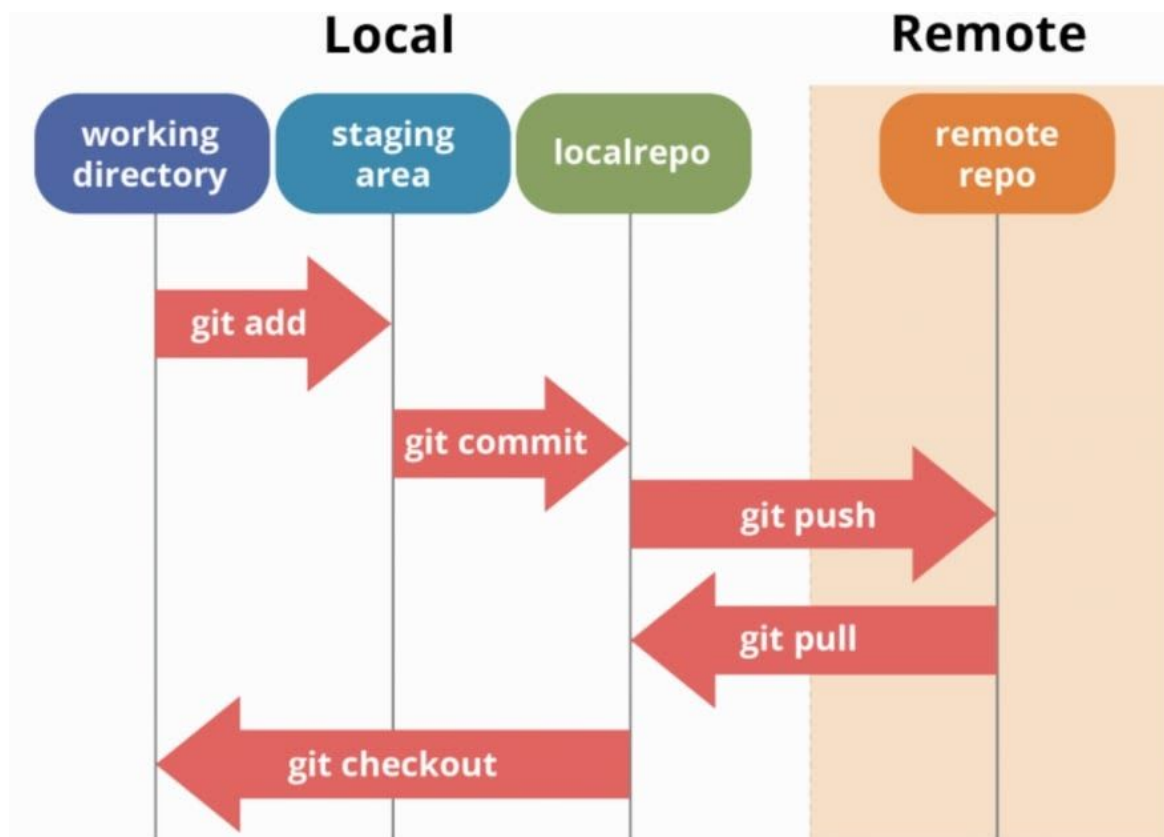 Local
Remote
working
directory
staging
area
localrepo
remote
repo
git add
git commit
git push
git pull
git checkout